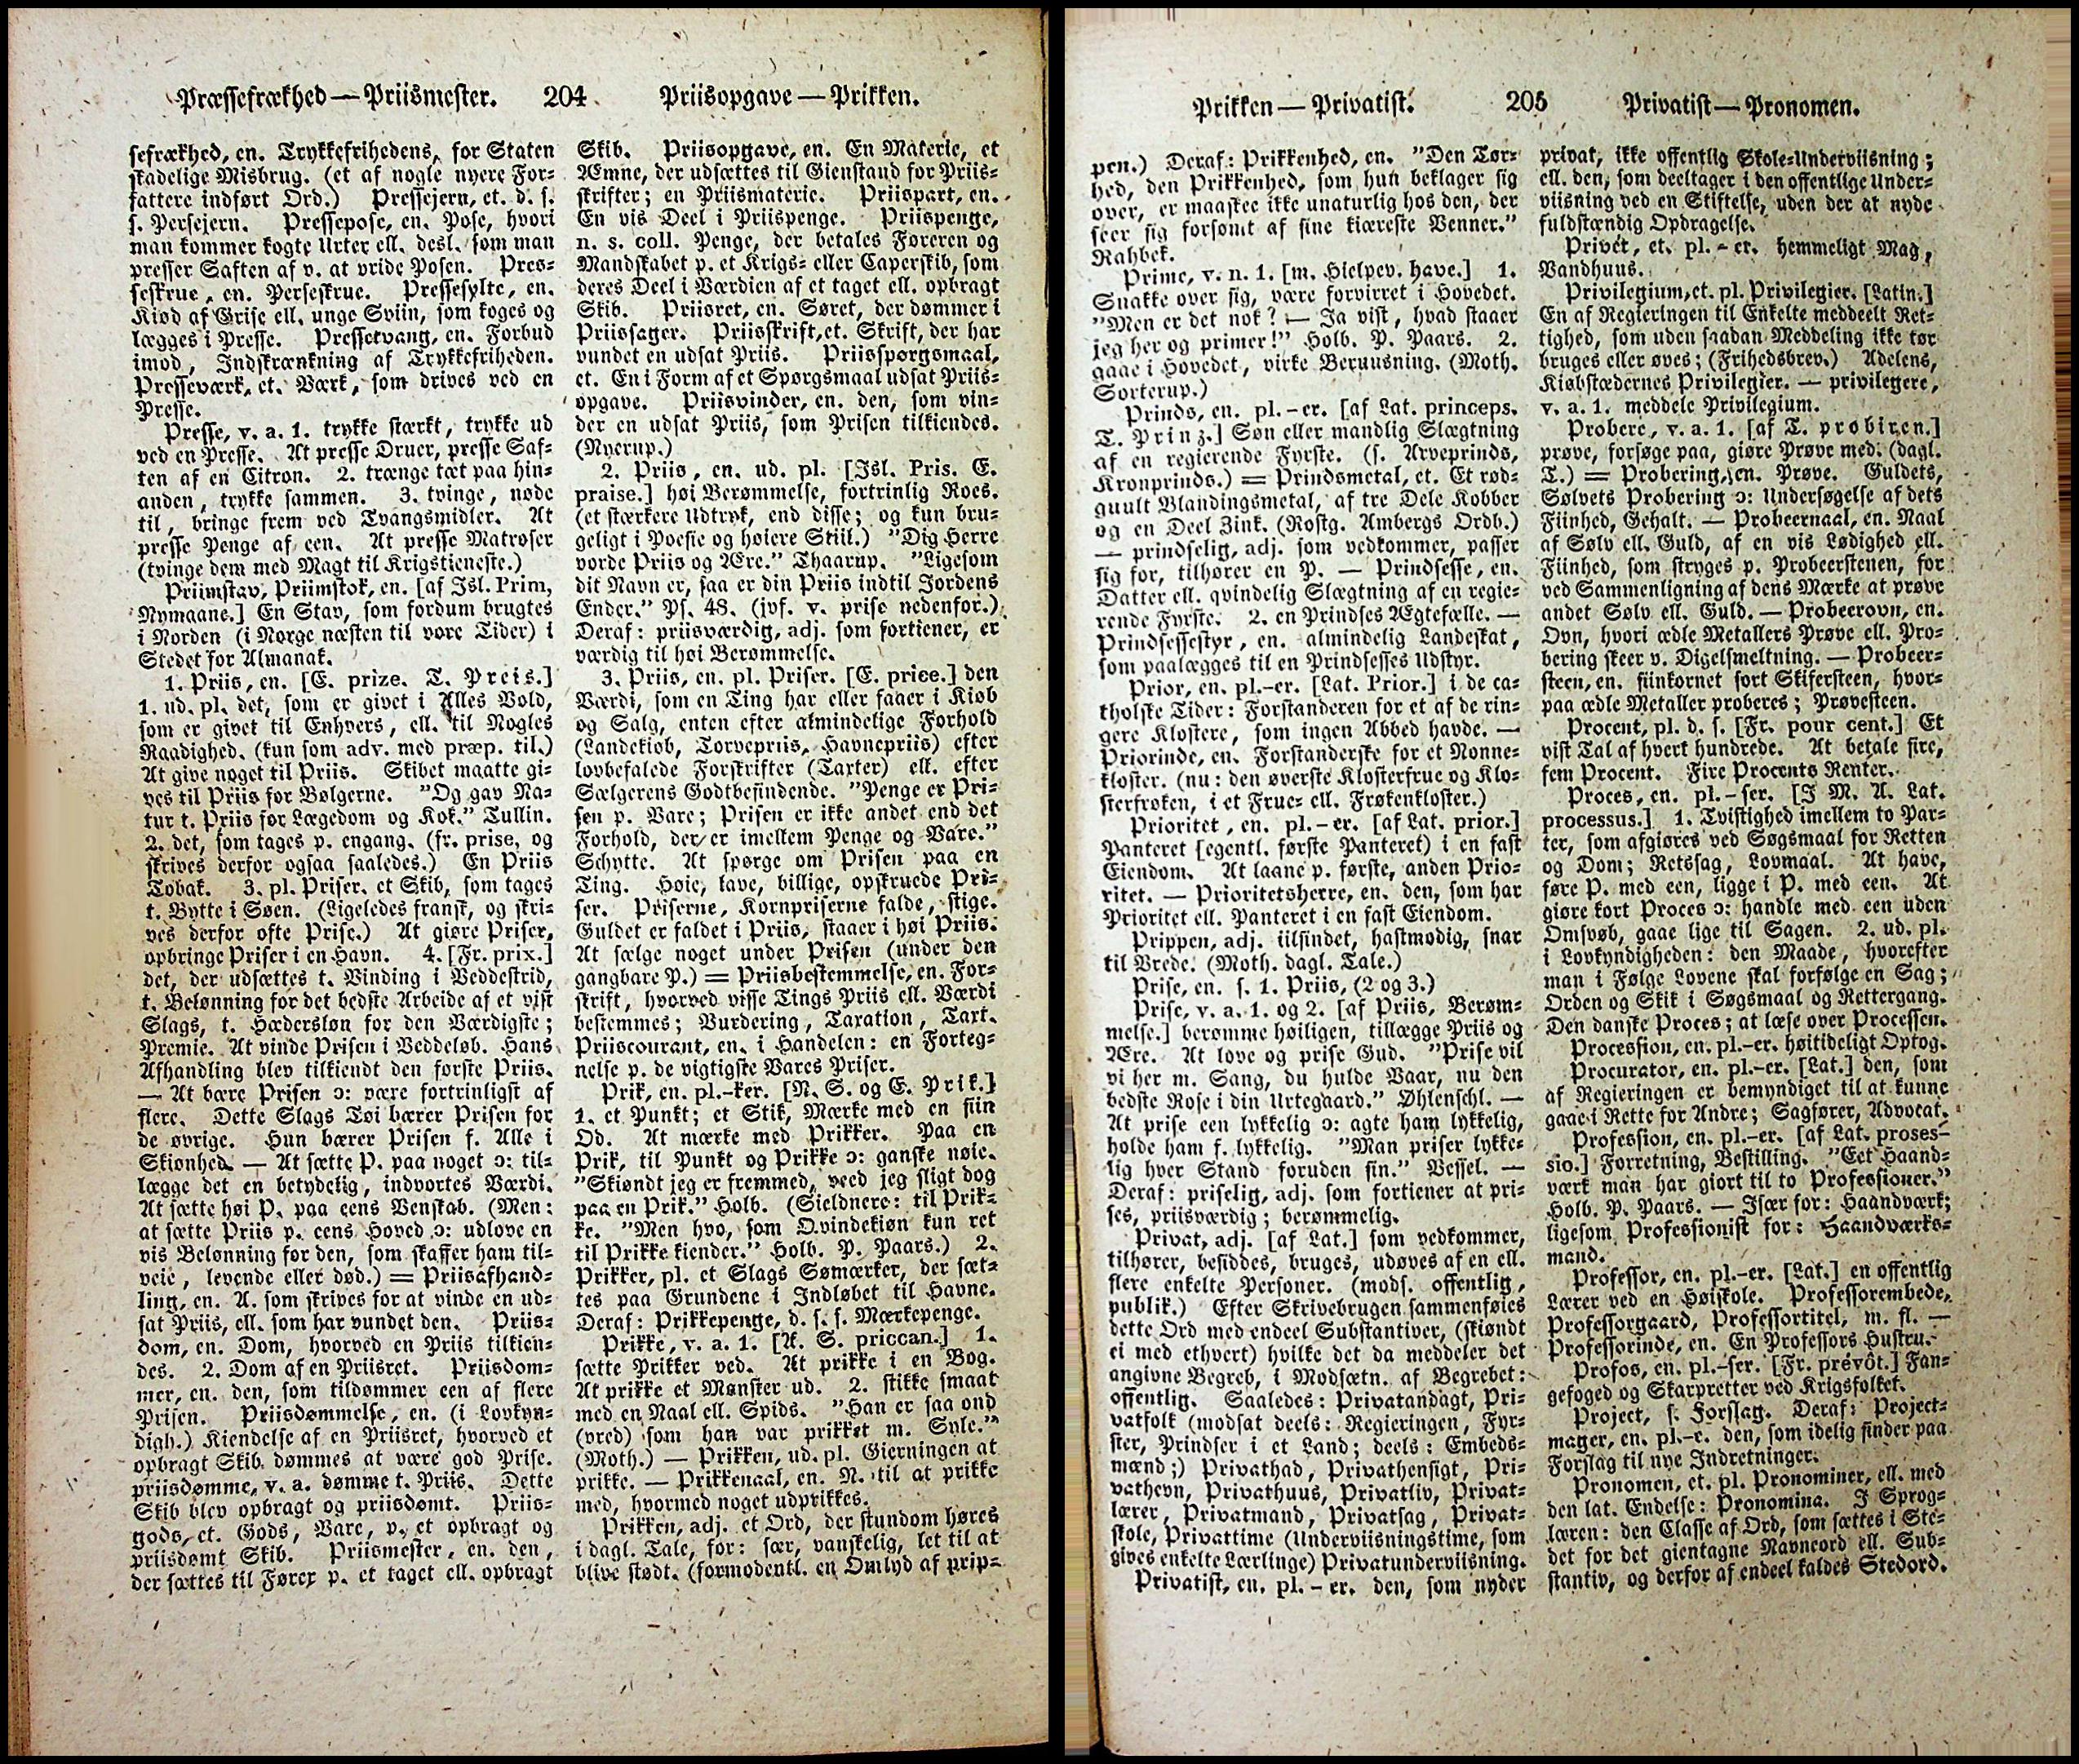 Præssefrækhed — Priismester. 204 Priisopgave — Prikken.
sefrækhed, en. Trykkefrihedens, for Staten
skadelige Misbrug. (et af nogle nyere For-
fattere indført Ord.) Pressejern, et. d. s.
s. Persejern. Pressepose, en. Pose, hvori
man kommer kogte Urter ell. desl. som man
presser Saften af v. at vride Posen. Pres-
seskrue, en. Perseskrue. Pressesylte, en.
Kiød af Grise ell. unge Sviin, som koges og
lægges i Presse. Pressetvang, en. Forbud
imod, Indskrænkning af Trykkefriheden.
Presseværk, et. Værk, som drives ved en
Presse.
Presse, v. a. 1. trykke stærkt, trykke ud
ved en Presse. At presse Druer, presse Saf-
ten af en Citron. 2. trænge tæt paa hin-
anden, trykke sammen. 3. tvinge, nøde
til, bringe frem ved Tvangsmidler. At
presse Penge af een. At presse Matroser
(tvinge dem med Magt til Krigstieneste.)
Priimstav, Priimstok, en. [af Isl. Prim,
Nymaane.] En Stav, som fordum brugtes
i Norden (i Norge næsten til vore Tider) i
Stedet for Almanak.
1. Priis, en. [E. prize. T. Preis.]
1. ud. pl. det, som er givet i Alles Vold,
som er givet til Enhvers, ell. til Nogles
Raadighed. (kun som adv. med præp. til.)
At give noget til Priis. Skibet maatte gi-
ves til Priis for Bølgerne. "Og gav Na-
tur t. Priis for Lægedom og Kok." Tullin.
2. det, som tages p. engang. (fr. prise, og
skrives derfor ogsaa saaledes.) En Priis
Tobak. 3. pl. Priser. et Skib, som tages
t. Bytte i Søen. (Ligeledes fransk, og skri-
ves derfor ofte Prise.) At giøre Priser,
opbringe Priser i en Havn. 4. [Fr. prix.]
det, der udsættes t. Vinding i Veddestrid,
t. Belønning for det bedste Arbeide af et vist
Slags, t. Hædersløn for den Værdigste;
Premie. At vinde Prisen i Veddeløb. Hans
Afhandling blev tilkiendt den første Priis.
— At bære Prisen ɔ: være fortrinligst af
flere. Dette Slags Tøi bærer Prisen for
de øvrige. Hun bærer Prisen f. Alle i
Skiønhed. — At sætte P. paa noget ɔ: til-
lægge det en betydelig, indvortes Værdi.
At sætte høi P. paa eens Venskab. (Men:
at sætte Priis p. eens Hoved ɔ: udlove en
vis Belønning for den, som skaffer ham til-
veie, levende eller død.) = Priisafhand-
ling, en. A. som skrives for at vinde en ud-
sat Priis, ell. som har vundet den. Priis-
dom, en. Dom, hvorved en Priis tilkien-
des. 2. Dom af en Priisret. Priisdom-
mer, en. den, som tildømmer een af flere
Prisen. Priisdømmelse, en. (i Lovkyn-
digh.) Kiendelse af en Priisret, hvorved et
opbragt Skib dømmes at være god Prise.
priisdømme, v. a. dømme t. Priis. Dette
Skib blev opbragt og priisdømt. Priis-
gods, et. Gods, Vare, p. et opbragt og
priisdømt Skib. Priismester, en. den,
der sættes til Fører p. et taget ell. opbragt
Skib. Priisopgave, en. En Materie, et
Æmne, der udsættes til Gienstand for Priis-
skrifter; en Priismaterie. Priispart, en.
En vis Deel i Priispenge. Priispenge,
n. s. coll. Penge, der betales Føreren og
Mandskabet p. et Krigs- eller Caperskib, som
deres Deel i Værdien af et taget ell. opbragt
Skib. Priisret, en. Søret, der dømmer i
Priissager. Priisskrift, et. Skrift, der har
vundet en udsat Priis. Priisspørgsmaal,
et. En i Form af et Spørgsmaal udsat Priis-
opgave. Priisvinder, en. den, som vin-
der en udsat Priis, som Prisen tilkiendes.
(Nyerup.)
2. Priis, en. ud. pl. [Isl. Pris. E.
praise.] høi Berømmelse, fortrinlig Roes.
(et stærkere Udtryk, end disse; og kun bru-
geligt i Poesie og høiere Stiil.) "Dig Herre
vorde Priis og Ære." Thaarup. "Ligesom
dit Navn er, saa er din Priis indtil Jordens
Ender." Ps. 48. (jvf. v. prise nedenfor.)
Deraf: priisværdig, adj. som fortiener, er
værdig til høi Berømmelse.
3. Priis, en. pl. Priser. [E. price.] den
Værdi, som en Ting har eller faaer i Kiøb
og Salg, enten efter almindelige Forhold
(Landekiøb, Torvepriis, Havnepriis) efter
lovbefalede Forskrifter (Taxter) ell. efter
Sælgerens Godtbefindende. "Penge er Pri-
sen p. Vare; Prisen er ikke andet end det
Forhold, der er imellem Penge og Vare."
Schytte. At spørge om Prisen paa en
Ting. Høie, lave, billige, opskruede Pri-
ser. Priserne, Kornpriserne falde, stige.
Guldet er faldet i Priis, staaer i høi Priis.
At sælge noget under Prisen (under den
gangbare P.) = Priisbestemmelse, en. For-
skrift, hvorved visse Tings Priis ell. Værdi
bestemmes; Vurdering, Taxation, Taxt.
Priiscourant, en. i Handelen: en Forteg-
nelse p. de vigtigste Vares Priser.
Prik, en. pl.-ker. [N. S. og E. Prik.]
1. et Punkt; et Stik, Mærke med en fiin
Od. At mærke med Prikker. Paa en
Prik, til Punkt og Prikke ɔ: ganske nøie.
"Skiøndt jeg er fremmed, veed jeg sligt dog
paa en Prik." Holb. (Sieldnere: til Prik-
ke. "Men hvo, som Qvindekiøn kun ret
til Prikke kiender." Holb. P. Paars.) 2.
Prikker, pl. et Slags Sømærker, der sæt-
tes paa Grundene i Indløbet til Havne.
Deraf: Prikkepenge, d. s. s. Mærkepenge.
Prikke, v. a. 1. [A. S. priccan.] 1.
sætte Prikker ved. At prikke i en Bog.
At prikke et Mønster ud. 2. stikke smaat
med en Naal ell. Spids. "Han er saa ond
(vred) som han var prikket m. Syle."
(Moth.) — Prikken, ud. pl. Gierningen at
prikke. — Prikkenaal, en. N. til at prikke
med, hvormed noget udprikkes.
Prikken, adj. et Ord, der stundom høres
i dagl. Tale, for: sær, vanskelig, let til at
blive stødt. (formodentl. en Omlyd af prip-
Prikken — Privatist. 205 Privatist — Pronomen.
pen.) Deraf: Prikkenhed, en. "Den Tør-
hed, den Prikkenhed, som hun beklager sig
over, er maaskee ikke unaturlig hos den, der
seer sig forsømt af sine kiæreste Venner."
Rahbek.
Prime, v. n. 1. [m. Hielpev. have.] 1.
Snakke over sig, være forvirret i Hovedet.
"Men er det nok? — Ja vist, hvad staaer
jeg her og primer!" Holb. P. Paars. 2.
gaae i Hovedet, virke Beruusning. (Moth.
Sorterup.)
Prinds, en. pl.-er. [af Lat. princeps.
T. Prinz.] Søn eller mandlig Slægtning
af en regierende Fyrste. (s. Arveprinds,
Kronprinds.) = Prindsmetal, et. Et rød-
guult Blandingsmetal, af tre Dele Kobber
og en Deel Zink. (Rostg. Ambergs Ordb.)
— prindselig, adj. som vedkommer, passer
sig for, tilhører en P. — Prindsesse, en.
Datter ell. qvindelig Slægtning af en regie-
rende Fyrste. 2. en Prindses Ægtefælle. —
Prindsessestyr, en. almindelig Landeskat,
som paalægges til en Prindsesses Udstyr.
Prior, en. pl.-er. [Lat. Prior.] i de ca-
tholske Tider: Forstanderen for et af de rin-
gere Klostere, som ingen Abbed havde. —
Priorinde, en. Forstanderske for et Nonne-
kloster. (nu: den øverste Klosterfrue og Klo-
sterfrøken, i et Frue- ell. Frøkenkloster.)
Prioritet, en. pl.-er. [af Lat. prior.]
Panteret [egentl. første Panteret) i en fast
Eiendom. At laane p. første, anden Prio-
ritet. — Prioritetsherre, en. den, som har
Prioritet ell. Panteret i en fast Eiendom.
Prippen, adj. iilsindet, hastmodig, snar
til Vrede. (Moth. dagl. Tale.)
Prise, en. s. 1. Priis, (2 og 3.)
Prise, v. a. 1. og 2. [af Priis, Berøm-
melse.] berømme høiligen, tillægge Priis og
Ære. At love og prise Gud. "Prise vil
vi her m. Sang, du hulde Vaar, nu den
bedste Rose i din Urtegaard." Øhlenschl. —
At prise een lykkelig ɔ: agte ham lykkelig,
holde ham f. lykkelig. "Man priser lykke-
lig hver Stand foruden sin." Vessel. —
Deraf: priselig, adj. som fortiener at pri-
ses, priisværdig; berømmelig.
Privat, adj. [af Lat.] som vedkommer,
tilhører, besiddes, bruges, udøves af en ell.
flere enkelte Personer. (mods. offentlig,
publik.) Efter Skrivebrugen sammenføies
dette Ord med endeel Substantiver, (skiøndt
ei med ethvert) hvilke det da meddeler det
angivne Begreb, i Modsætn. af Begrebet:
offentlig. Saaledes: Privatandagt, Pri-
vatfolk (modsat deels: Regieringen, Fyr-
ster, Prindser i et Land; deels: Embeds-
mænd;) Privathad, Privathensigt, Pri-
vathevn, Privathuus, Privatliv, Privat-
lærer, Privatmand, Privatsag, Privat-
skole, Privattime (Underviisningstime, som
gives enkelte Lærlinge) Privatunderviisning.
Privatist, en. pl.-er. den, som nyder
privat, ikke offentlig Skole-Underviisning;
ell. den, som deeltager i den offentlige Under-
viisning ved en Stiftelse, uden der at nyde
fuldstændig Opdragelse.
Privét, et. pl.-er. hemmeligt Mag,
Vandhuus.
Privilegium, et. pl. Privilegier. [Latin.]
En af Regieringen til Enkelte meddeelt Ret-
tighed, som uden saadan Meddeling ikke tør
bruges eller øves; (Frihedsbrev.) Adelens,
Kiøbstædernes Privilegier. — privilegere,
v. a. 1. meddele Privilegium.
Probere, v. a. 1. [af T. probiren.]
prøve, forsøge paa, giøre Prøve med. (dagl.
T.) = Probering, en. Prøve. Guldets,
Sølvets Probering ɔ: Undersøgelse af dets
Fiinhed, Gehalt. — Probeernaal, en. Naal
af Sølv ell. Guld, af en vis Lødighed ell.
Fiinhed, som stryges p. Probeerstenen, for
ved Sammenligning af dens Mærke at prøve
andet Sølv ell. Guld. — Probeerovn, en.
Ovn, hvori ædle Metallers Prøve ell. Pro-
bering skeer v. Digelsmeltning. — Probeer-
steen, en. fiinkornet sort Skifersteen, hvor-
paa ædle Metaller proberes; Prøvesteen.
Procent, pl. d. s. [Fr. pour cent.] Et
vist Tal af hvert hundrede. At betale fire,
fem Procent. Fire Procents Renter.
Proces, en. pl.-ser. [I M. A. Lat.
processus.] 1. Tvistighed imellem to Par-
ter, som afgiøres ved Søgsmaal for Retten
og Dom; Retssag, Lovmaal. At have,
føre P. med een, ligge i P. med een. At
giøre kort Proces ɔ: handle med een uden
Omsvøb, gaae lige til Sagen. 2. ud. pl.
i Lovkyndigheden: den Maade, hvorefter
man i Følge Lovene skal forfølge en Sag;
Orden og Skik i Søgsmaal og Rettergang.
Den danske Proces; at læse over Processen.
Procession, en. pl.-er. høitideligt Optog.
Procurator, en. pl.-er. [Lat.] den, som
af Regieringen er bemyndiget til at kunne
gaae i Rette for Andre; Sagfører, Advocat.
Profession, en. pl.-er. [af Lat. proses-
sio.] Forretning, Bestilling. "Eet Haand-
værk man har giort til to Professioner."
Holb. P. Paars. — Især for: Haandværk;
ligesom Professionist for: Haandværks-
mand.
Professor, en. pl.-er. [Lat.] en offentlig
Lærer ved en Høiskole. Professorembede,
Professorgaard, Professortitel, m. fl. —
Professorinde, en. En Professors Hustru.
Profos, en. pl.-ser. [Fr. prévôt.] Fan-
gefoged og Skarpretter ved Krigsfolket.
Project, s. Forslag. Deraf: Project-
mager, en. pl.-e. den, som idelig finder paa
Forslag til nye Indretninger.
Pronomen, et. pl. Pronominer, ell. med
den lat. Endelse: Pronomina. I Sprog-
læren: den Classe af Ord, som sættes i Ste-
det for det gientagne Navneord ell. Sub-
stantiv, og derfor af endeel kaldes Stedord.